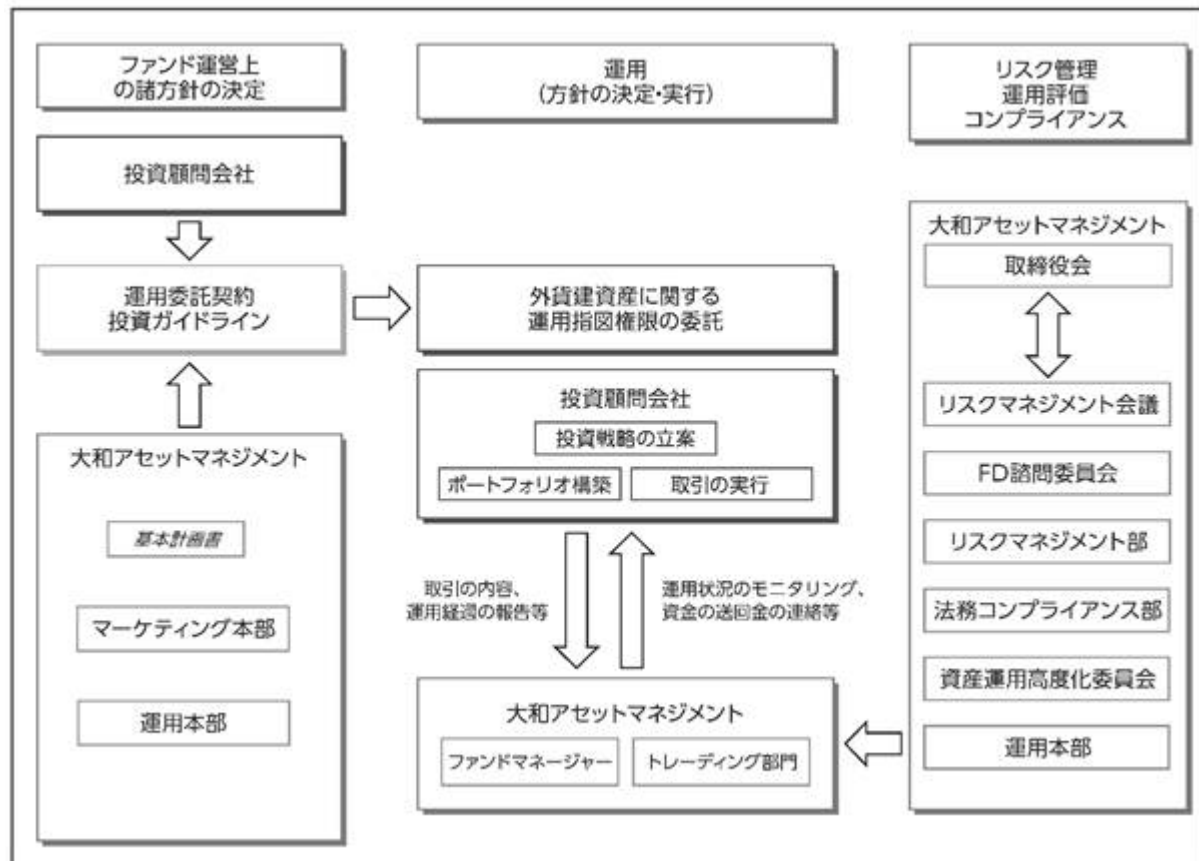 ファンド運営上
の諸方針の決定
投資顧問会社
運用委託契約
投資ガイドライン
大和アセットマネジメント
基本計画書
マーケティング本部
運用本部
運用
(方針の決定・実行)
外貨建資産に関する
運用指図権限の委託
投資顧問会社
投資戦略の立案
ポートフォリオ構築
取引の実行
取引の内容、
運用経過の報告等
運用状況のモニタリング、
資金の送回金の連絡等
大和アセットマネジメント
ファンドマネージャー
トレーディング部門
リスク管理
運用評価
コンプライアンス
大和アセットマネジメント
取締役会
リスクマネジメント会議
FD諮問委員会
リスクマネジメント部
法務コンプライアンス部
資産運用高度化委員会
運用本部